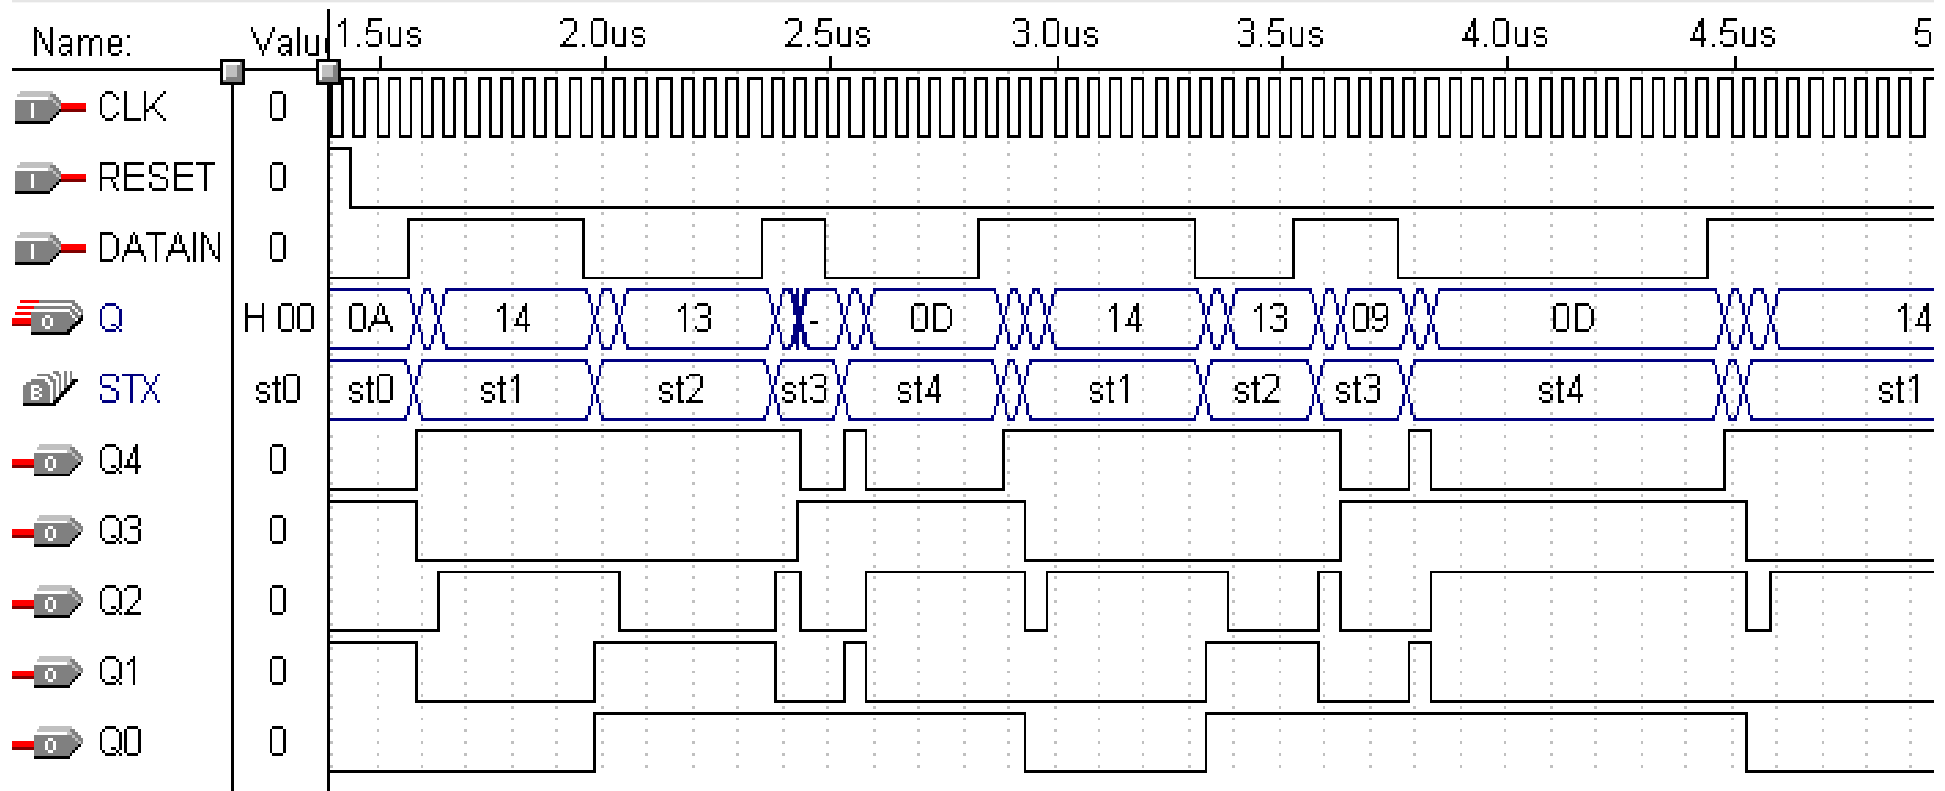 Name: Valu 1.5us 2.0us 2.5us 3.0us 3.5us 4.0us 4.5us 5
I CLK 0
I RESET 0
I DATAIN 0
O Q H 00 0A 14 13 - 0D 14 13 09 0D 14
B STX st0 st0 st1 st2 st3 st4 st1 st2 st3 st4 st1
O Q4 0
O Q3 0
O Q2 0
O Q1 0
O Q0 0